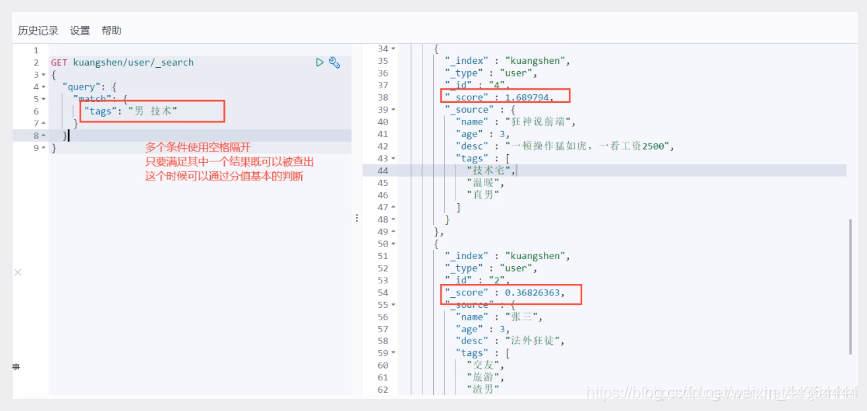 历史记录 设置 帮助
1
2 GET kuangshen/user/_search
3 {
4 "query": {
5 "match": {
6 "tags": "男 技术"
7 }
8 }
9 }
多个条件使用空格隔开
只要满足其中一个结果既可以被查出
这个时候可以通过分值基本的判断
34 {
35 "_index" : "kuangshen",
36 "_type" : "user",
37 "_id" : "4",
38 "_score" : 1.689794,
39 "_source" : {
40 "name" : "狂神说前端",
41 "age" : 3,
42 "desc" : "一顿操作猛如虎，一看工资2500",
43 "tags" : [
44 "技术宅",
45 "温暖",
46 "直男"
47 ]
48 }
49 },
50 {
51 "_index" : "kuangshen",
52 "_type" : "user",
53 "_id" : "2",
54 "_score" : 0.36826363,
55 "_source" : {
56 "name" : "张三",
57 "age" : 3,
58 "desc" : "法外狂徒",
59 "tags" : [
60 "交友",
61 "旅游",
62 "渣男"
事